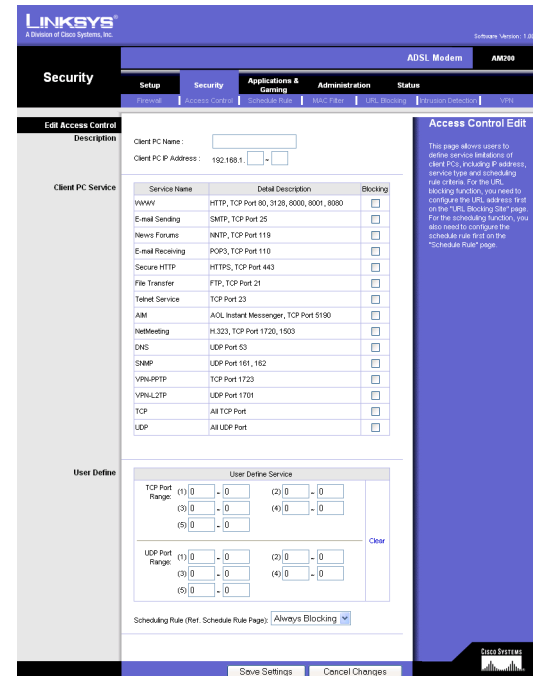 LINKSYS®
A Division of Cisco Systems, Inc.
Software Version: 1.00
ADSL Modem AM200
Security
Setup Security Applications & Gaming Administration Status
Firewall Access Control Schedule Rule MAC Filter URL Blocking Intrusion Detection VPN
Edit Access Control
Description
Client PC Name :
Client PC IP Address : 192.168.1. ~
Client PC Service
Service Name Detail Description Blocking
WWW HTTP, TCP Port 80, 3128, 8000, 8001, 8080
E-mail Sending SMTP, TCP Port 25
News Forums NNTP, TCP Port 119
E-mail Receiving POP3, TCP Port 110
Secure HTTP HTTPS, TCP Port 443
File Transfer FTP, TCP Port 21
Telnet Service TCP Port 23
AIM AOL Instant Messenger, TCP Port 5190
NetMeeting H.323, TCP Port 1720, 1503
DNS UDP Port 53
SNMP UDP Port 161, 162
VPN-PPTP TCP Port 1723
VPN-L2TP UDP Port 1701
TCP All TCP Port
UDP All UDP Port
User Define
User Define Service
TCP Port Range: (1) 0 ~ 0 (2) 0 ~ 0
(3) 0 ~ 0 (4) 0 ~ 0
(5) 0 ~ 0
Clear
UDP Port Range: (1) 0 ~ 0 (2) 0 ~ 0
(3) 0 ~ 0 (4) 0 ~ 0
(5) 0 ~ 0
Scheduling Rule (Ref. Schedule Rule Page): Always Blocking
Access Control Edit
This page allows users to
define service limitations of
client PCs, including IP address,
service type and scheduling
rule criteria. For the URL
blocking function, you need to
configure the URL address first
on the "URL Blocking Site" page.
For the scheduling function, you
also need to configure the
schedule rule first on the
"Schedule Rule" page.
Save Settings Cancel Changes
CISCO SYSTEMS